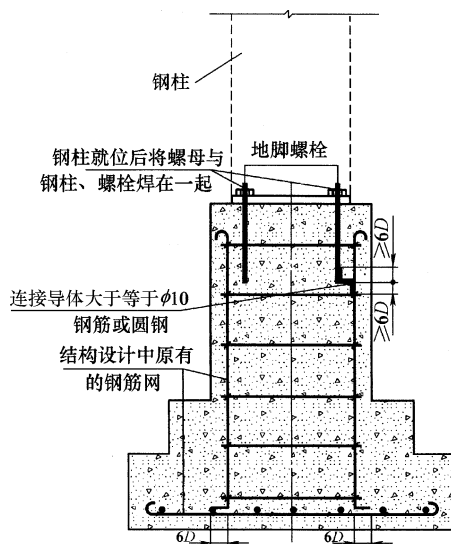 钢柱
钢柱就位后将螺母与
钢柱、螺栓焊在一起
地脚螺栓
≥6D
≥6D
连接导体大于等于ϕ10
钢筋或圆钢
结构设计中原有
的钢筋网
6D
6D